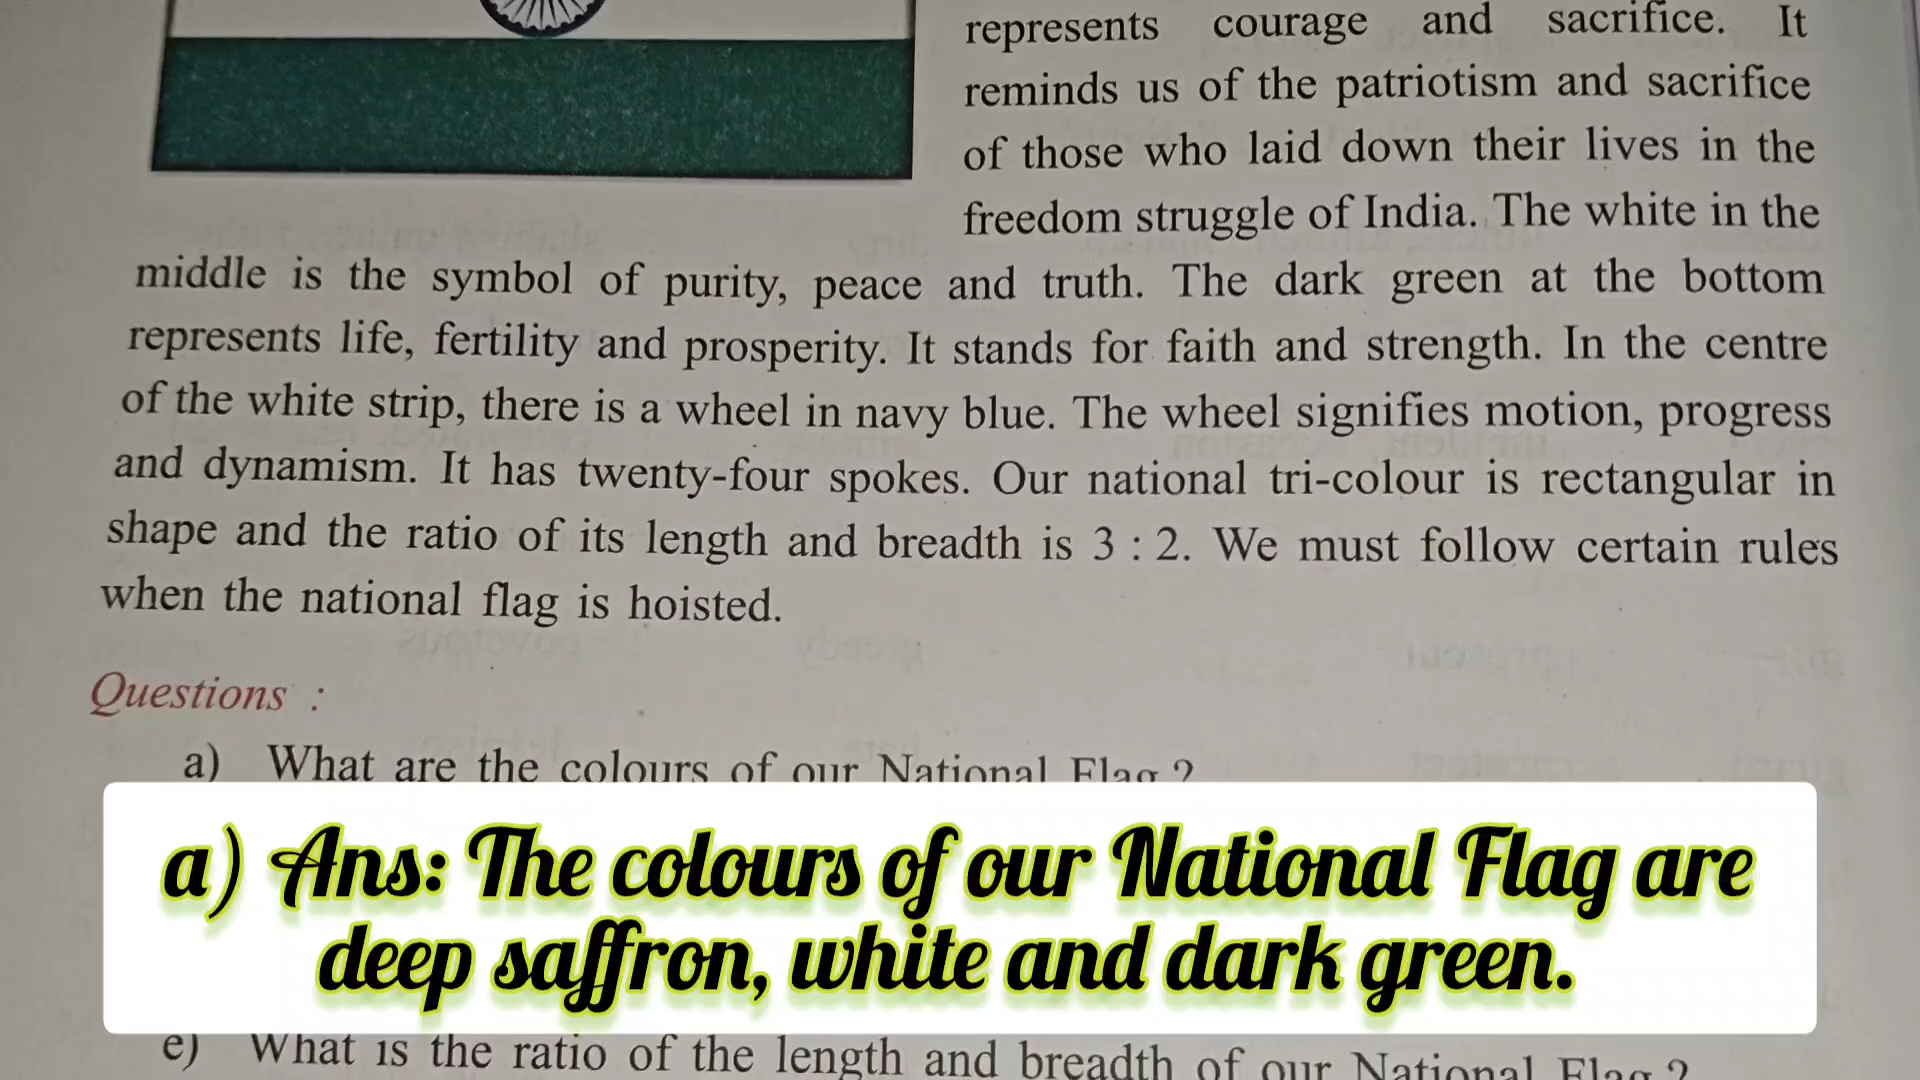 represents courage and sacrifice. It
reminds us of the patriotism and sacrifice
of those who laid down their lives in the
freedom struggle of India. The white in the
middle is the symbol of purity, peace and truth. The dark green at the bottom
represents life, fertility and prosperity. It stands for faith and strength. In the centre
of the white strip, there is a wheel in navy blue. The wheel signifies motion, progress
and dynamism. It has twenty-four spokes. Our national tri-colour is rectangular in
shape and the ratio of its length and breadth is 3 : 2. We must follow certain rules
when the national flag is hoisted.
Questions :
a) What are the colours of our National Flag ?
a) Ans: The colours of our National Flag are
deep saffron, white and dark green.
e) What is the ratio of the length and breadth of our National Flag ?